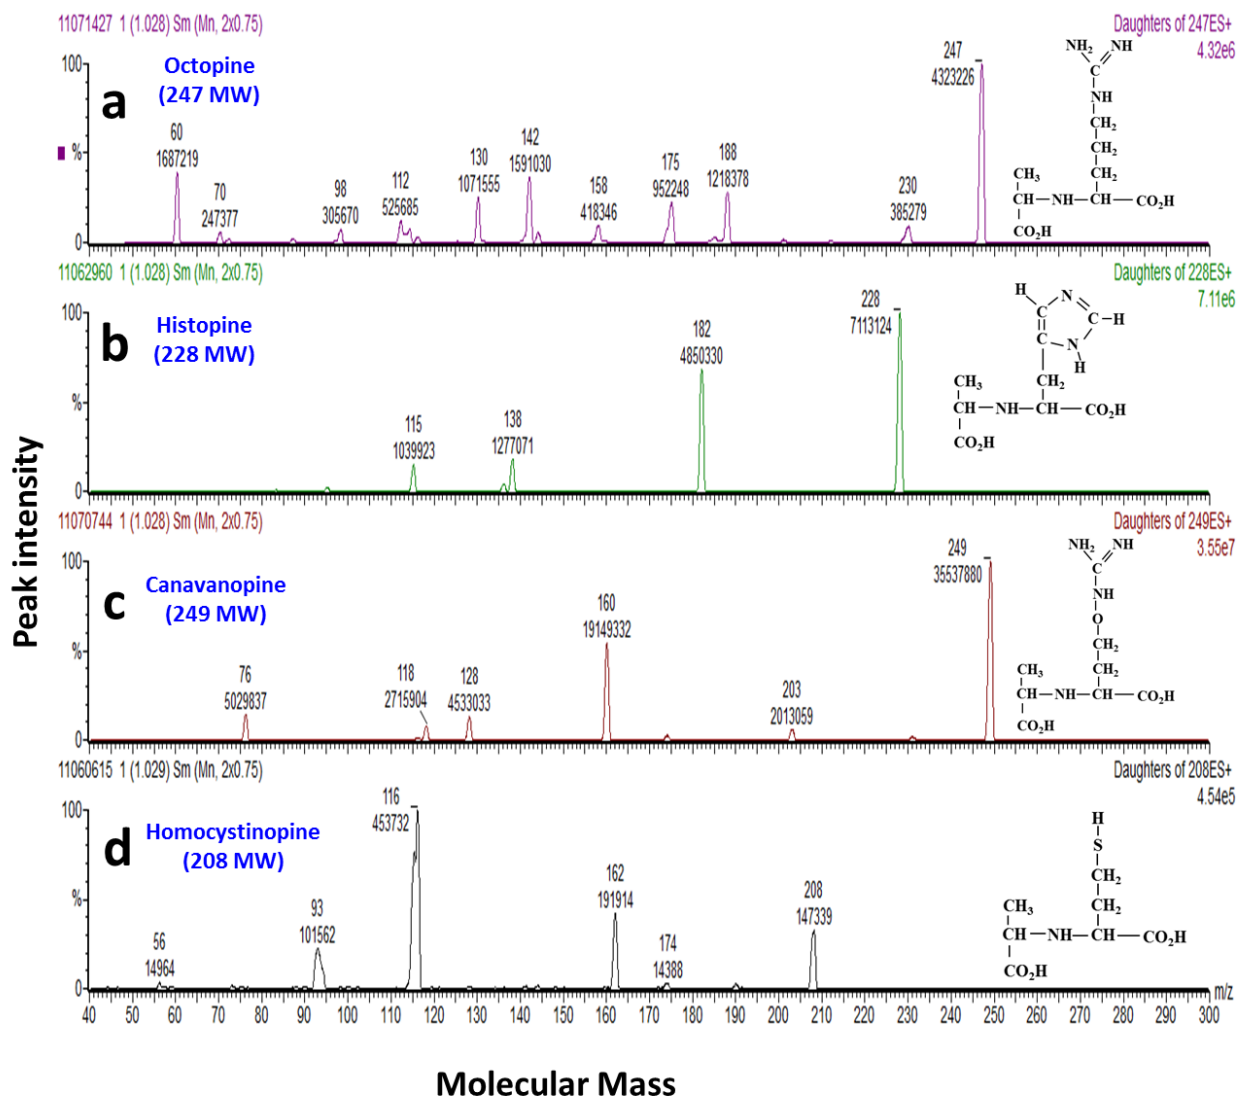 11071427 1 (1.028) Sm (Mn, 2x0.75)
Daughters of 247ES+
4.32e6
a
Octopine
(247 MW)
100
%
0
60
1687219
70
247377
98
305670
112
525685
130
1071555
142
1591030
158
418346
175
952248
188
1218378
230
385279
247
4323226
NH2 NH
C
NH
CH2
CH2
CH3 CH2
CH—NH—CH—CO2H
CO2H
11062960 1 (1.028) Sm (Mn, 2x0.75)
Daughters of 228ES+
7.11e6
b
Histopine
(228 MW)
100
%
0
115
1039923
138
1277071
182
4850330
228
7113124
H N
C C—H
C N
H
CH3 CH2
CH—NH—CH—CO2H
CO2H
Peak intensity
11070744 1 (1.028) Sm (Mn, 2x0.75)
Daughters of 249ES+
3.55e7
c
Canavanopine
(249 MW)
100
%
0
76
5029837
118
2715904
128
4533033
160
19149332
203
2013059
249
35537880
NH2 NH
C
NH
O
CH2
CH3 CH2
CH—NH—CH—CO2H
CO2H
11060615 1 (1.029) Sm (Mn, 2x0.75)
Daughters of 208ES+
4.54e5
d
Homocystinopine
(208 MW)
100
%
0
56
14964
93
101562
116
453732
162
191914
174
14388
208
147339
H
S
CH2
CH3 CH2
CH—NH—CH—CO2H
CO2H
m/z
40 50 60 70 80 90 100 110 120 130 140 150 160 170 180 190 200 210 220 230 240 250 260 270 280 290 300
Molecular Mass